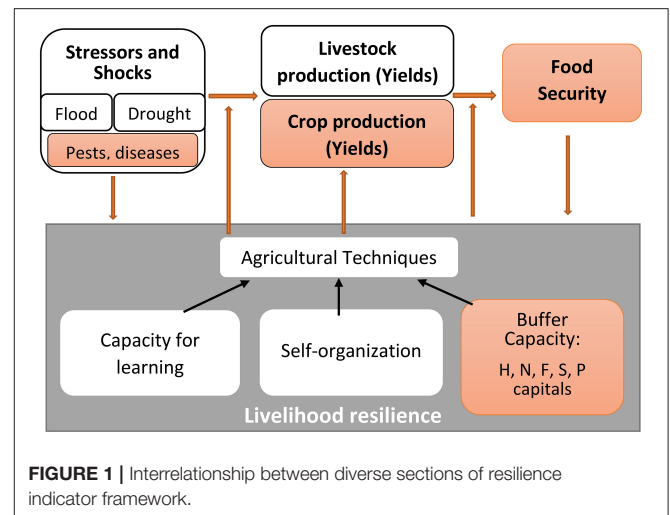 Stressors and
Shocks
Flood
Drought
Pests, diseases
Livestock
production (Yields)
Crop production
(Yields)
Food
Security
Agricultural Techniques
Capacity for
learning
Self-organization
Buffer
Capacity:
H, N, F, S, P
capitals
Livelihood resilience
FIGURE 1 | Interrelationship between diverse sections of resilience
indicator framework.